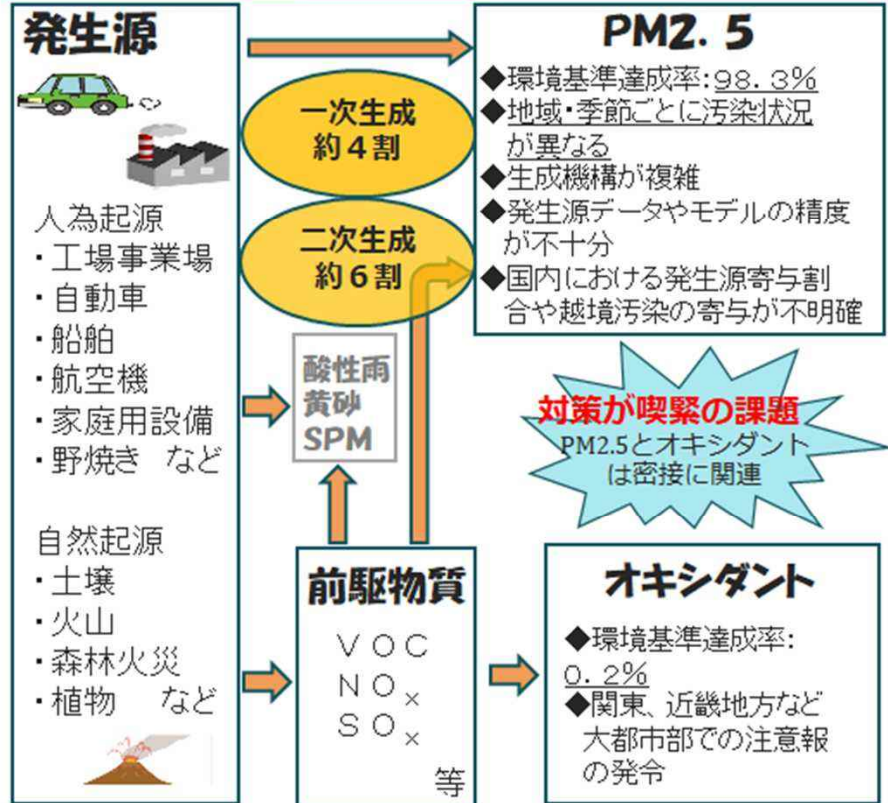 発生源
人為起源
・工場事業場
・自動車
・船舶
・航空機
・家庭用設備
・野焼き など
自然起源
・土壌
・火山
・森林火災
・植物 など
一次生成
約4割
二次生成
約6割
酸性雨
黄砂
SPM
前駆物質
VOC
NOx
SOx
等
PM2.5
◆環境基準達成率:98.3%
◆地域・季節ごとに汚染状況
が異なる
◆生成機構が複雑
◆発生源データやモデルの精度
が不十分
◆国内における発生源寄与割
合や越境汚染の寄与が不明確
対策が喫緊の課題
PM2.5とオキシダント
は密接に関連
オキシダント
◆環境基準達成率:
0.2%
◆関東、近畿地方など
大都市部での注意報
の発令